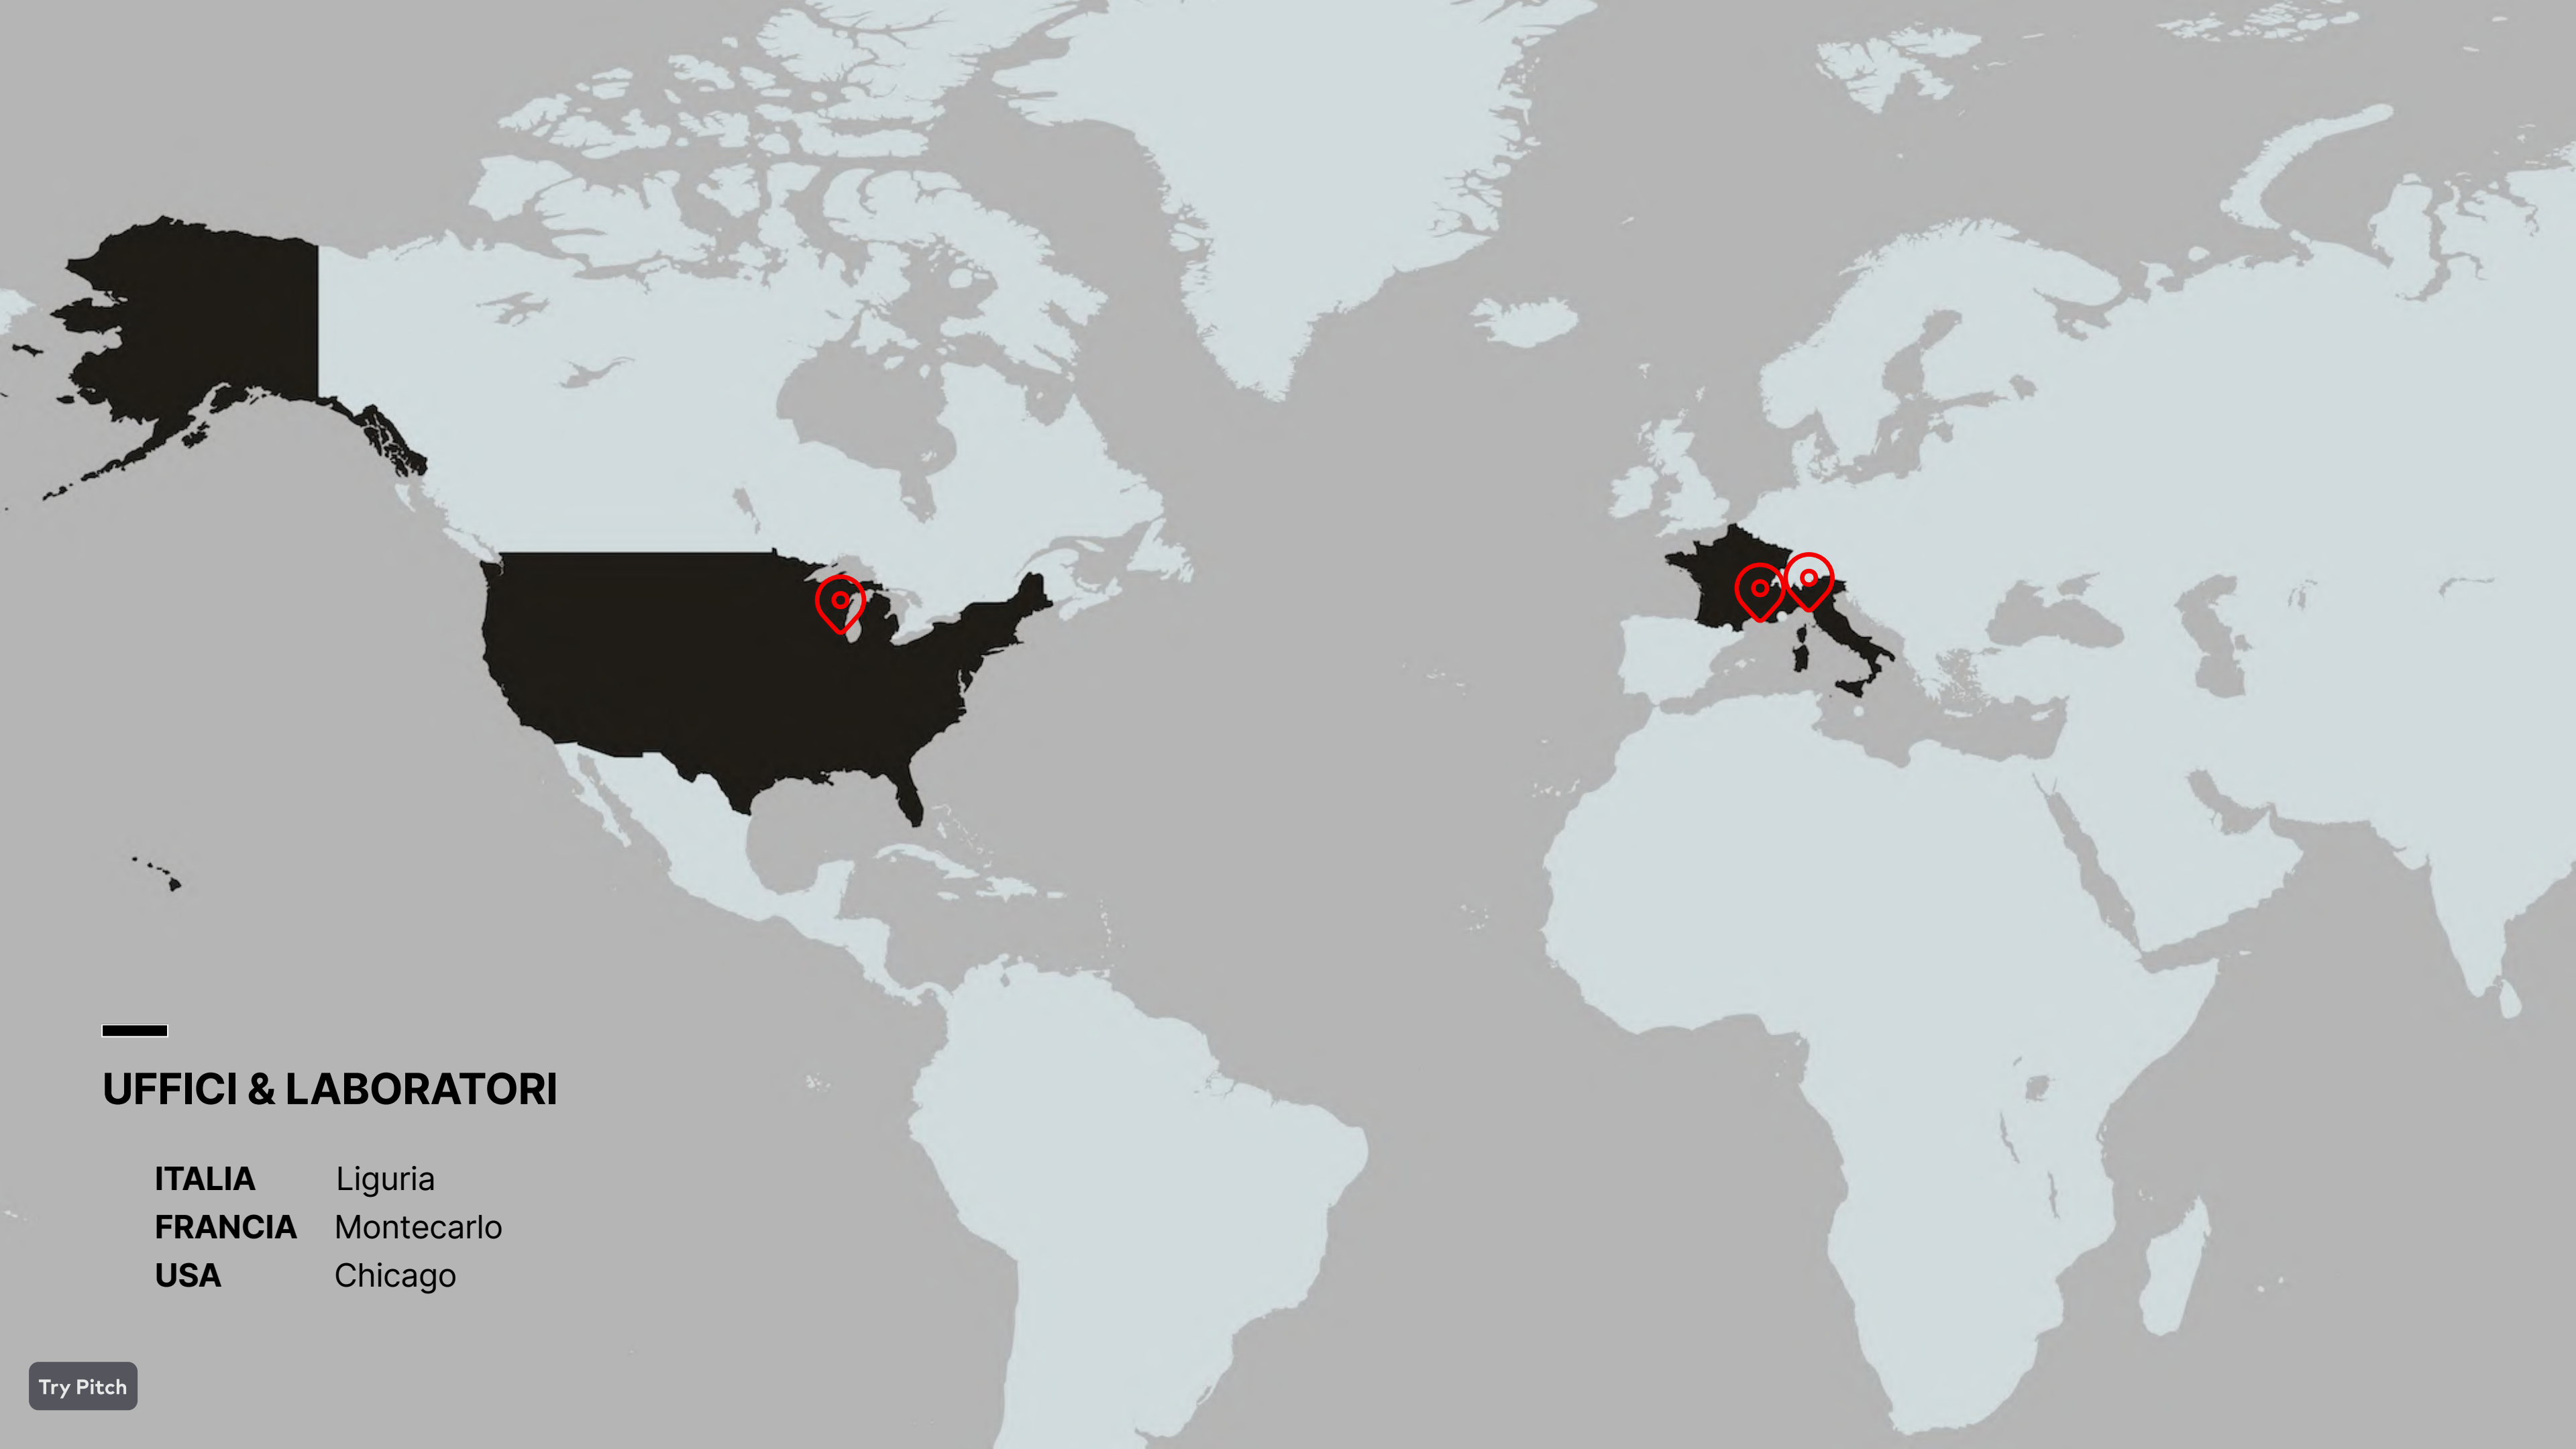 UFFICI & LABORATORI
ITALIA Liguria
FRANCIA Montecarlo
USA Chicago
Try Pitch